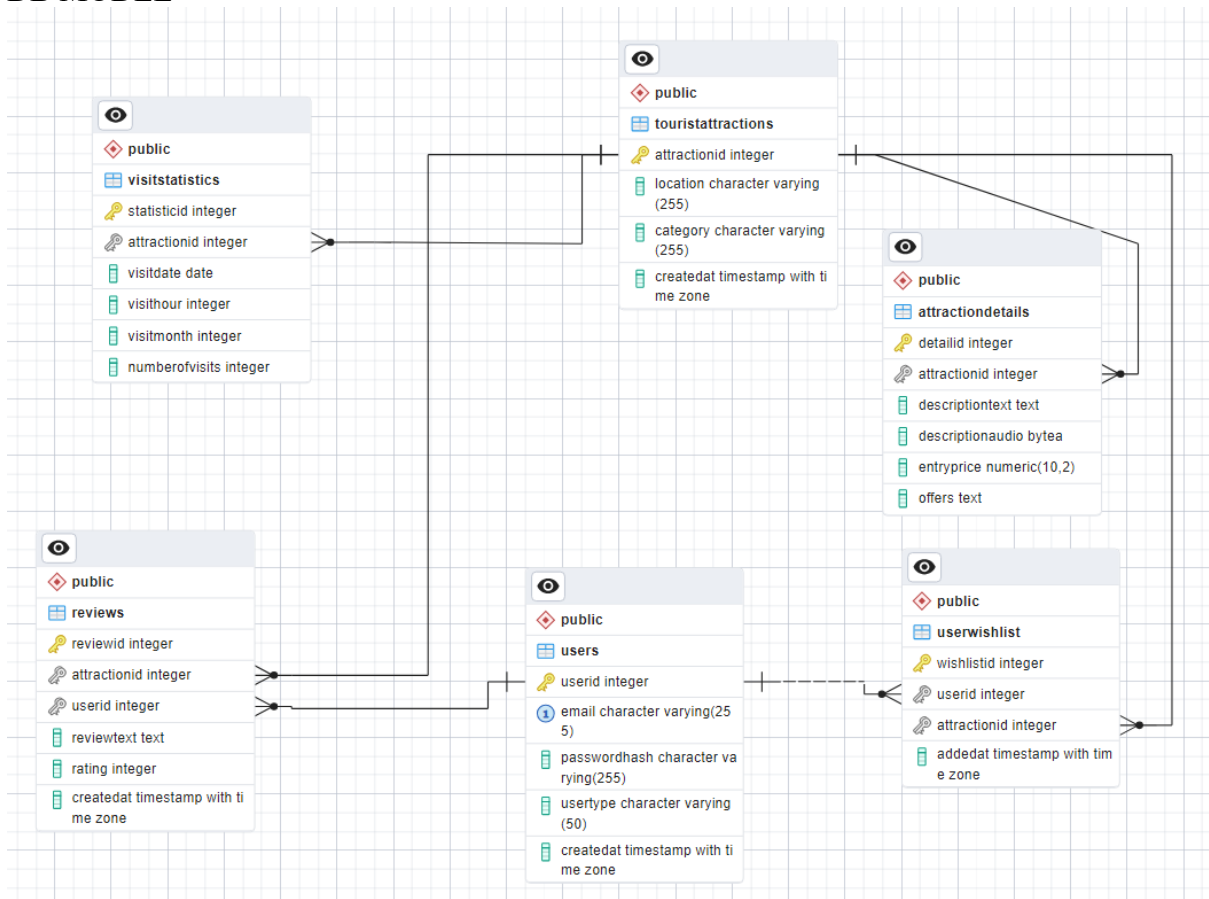 public
touristattractions
attractionid integer
location character varying
(255)
category character varying
(255)
createdat timestamp with ti
me zone
public
visitstatistics
statisticid integer
attractionid integer
visitdate date
visithour integer
visitmonth integer
numberofvisits integer
public
attractiondetails
detailid integer
attractionid integer
descriptiontext text
descriptionaudio bytea
entryprice numeric(10,2)
offers text
public
reviews
reviewid integer
attractionid integer
userid integer
reviewtext text
rating integer
createdat timestamp with ti
me zone
public
users
userid integer
1
email character varying(25
5)
passwordhash character va
rying(255)
usertype character varying
(50)
createdat timestamp with ti
me zone
public
userwishlist
wishlistid integer
userid integer
attractionid integer
addedat timestamp with tim
e zone